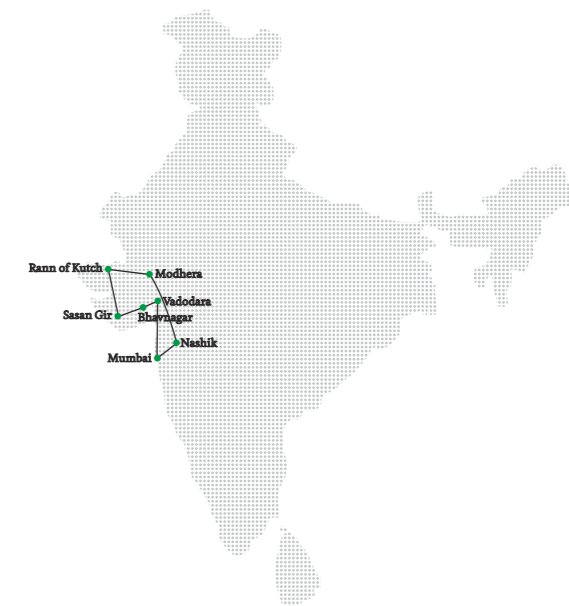 Rann of Kutch
Modhera
Vadodara
Sasan Gir
Bhavnagar
Nashik
Mumbai